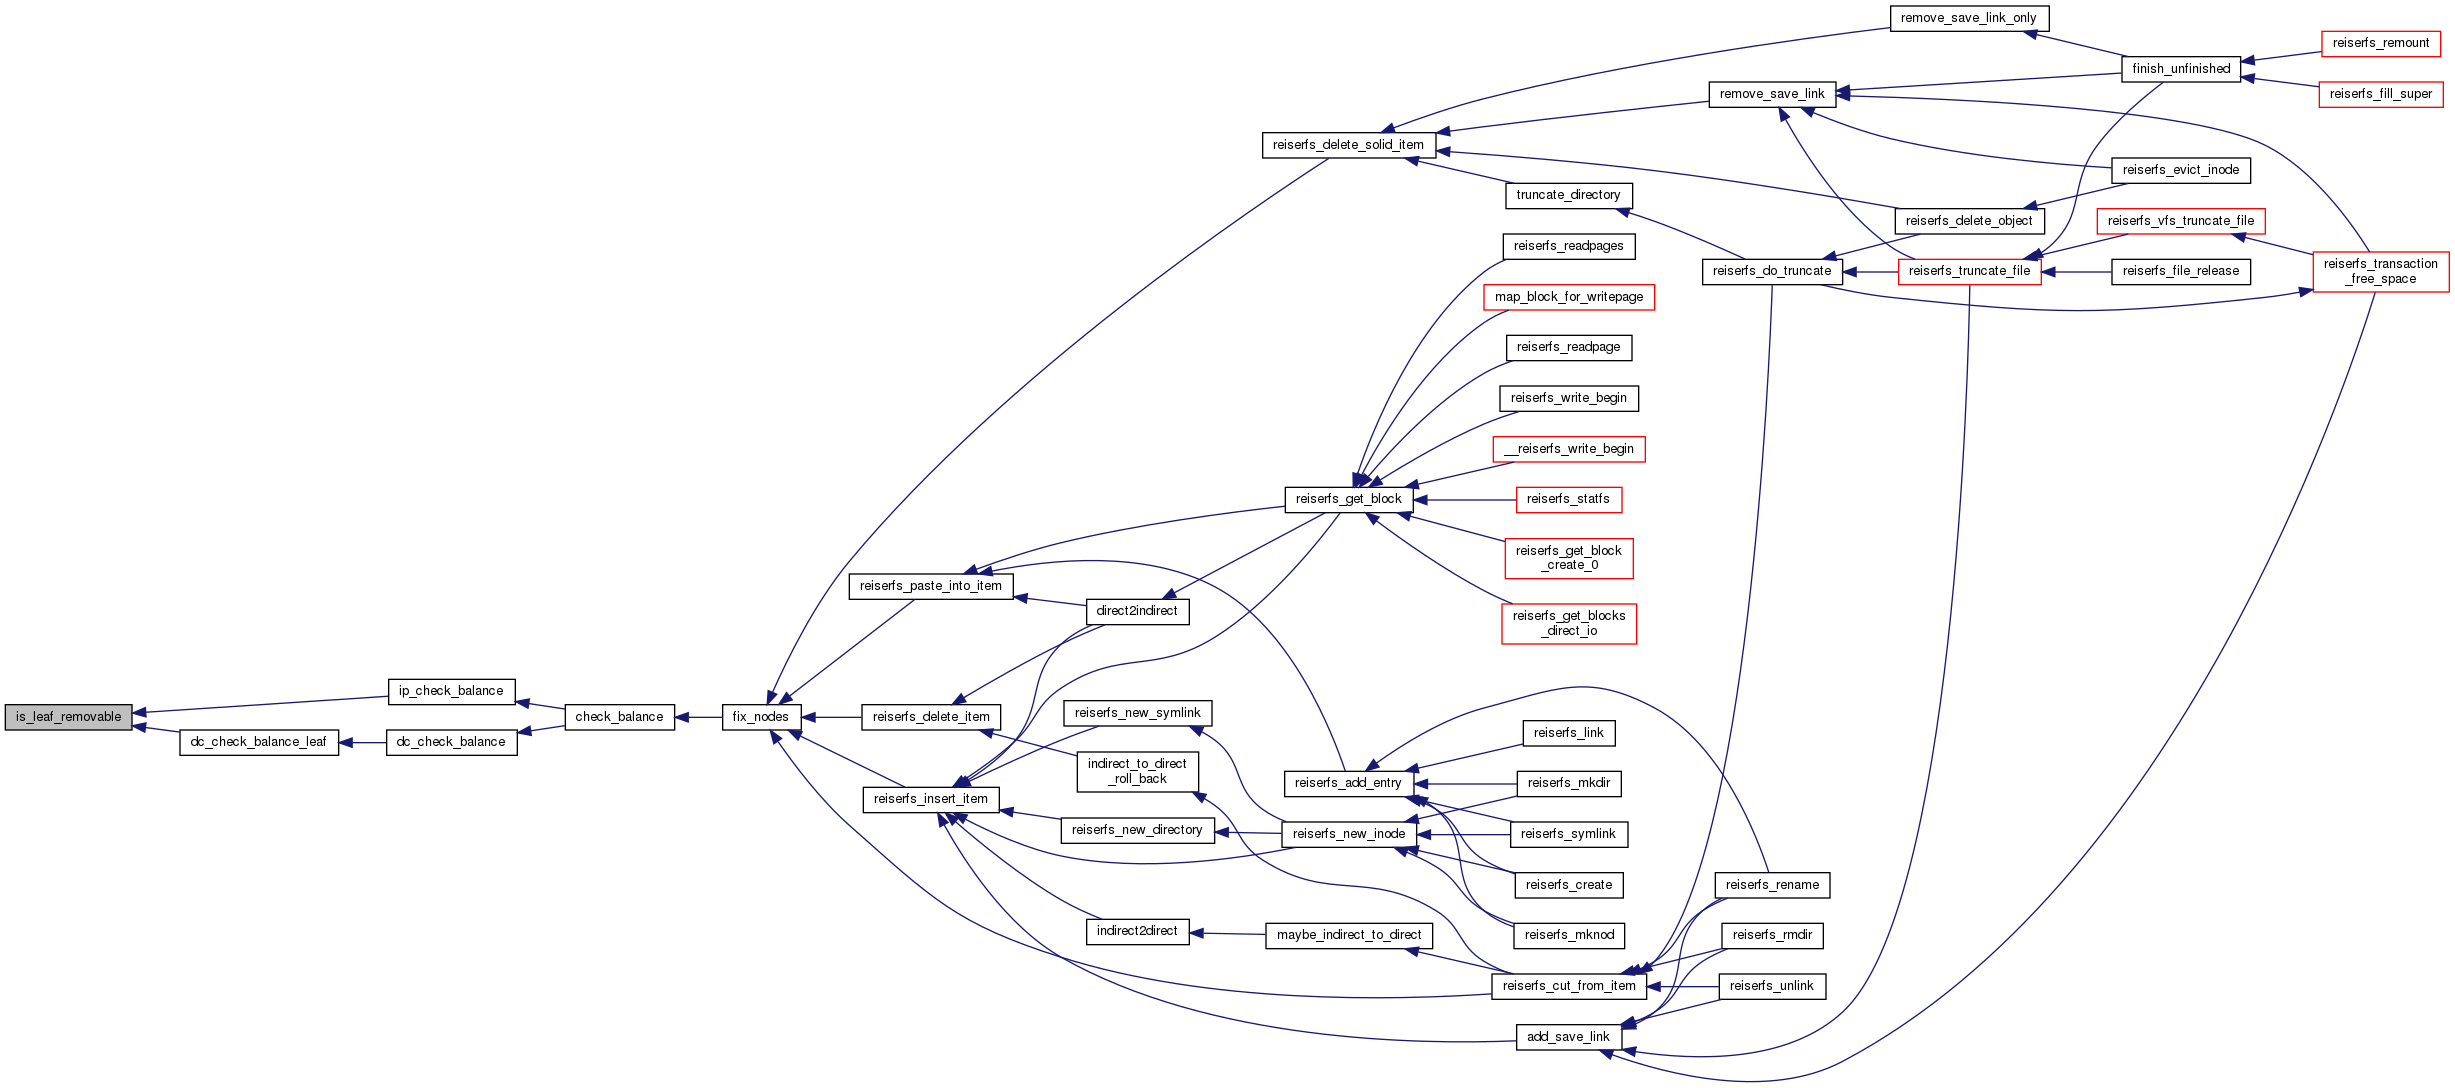 remove_save_link_only
reiserfs_remount
finish_unfinished
remove_save_link
reiserfs_fill_super
reiserfs_delete_solid_item
reiserfs_evict_inode
truncate_directory
reiserfs_delete_object
reiserfs_vfs_truncate_file
reiserfs_readpages
reiserfs_do_truncate
reiserfs_truncate_file
reiserfs_file_release
reiserfs_transaction
_free_space
map_block_for_writepage
reiserfs_readpage
reiserfs_write_begin
__reiserfs_write_begin
reiserfs_get_block
reiserfs_statfs
reiserfs_get_block
_create_0
reiserfs_paste_into_item
direct2indirect
reiserfs_get_blocks
_direct_io
ip_check_balance
is_leaf_removable
check_balance
fix_nodes
reiserfs_delete_item
reiserfs_new_symlink
dc_check_balance_leaf
dc_check_balance
reiserfs_link
indirect_to_direct
_roll_back
reiserfs_add_entry
reiserfs_mkdir
reiserfs_insert_item
reiserfs_new_directory
reiserfs_new_inode
reiserfs_symlink
reiserfs_create
reiserfs_rename
indirect2direct
maybe_indirect_to_direct
reiserfs_mknod
reiserfs_rmdir
reiserfs_cut_from_item
reiserfs_unlink
add_save_link